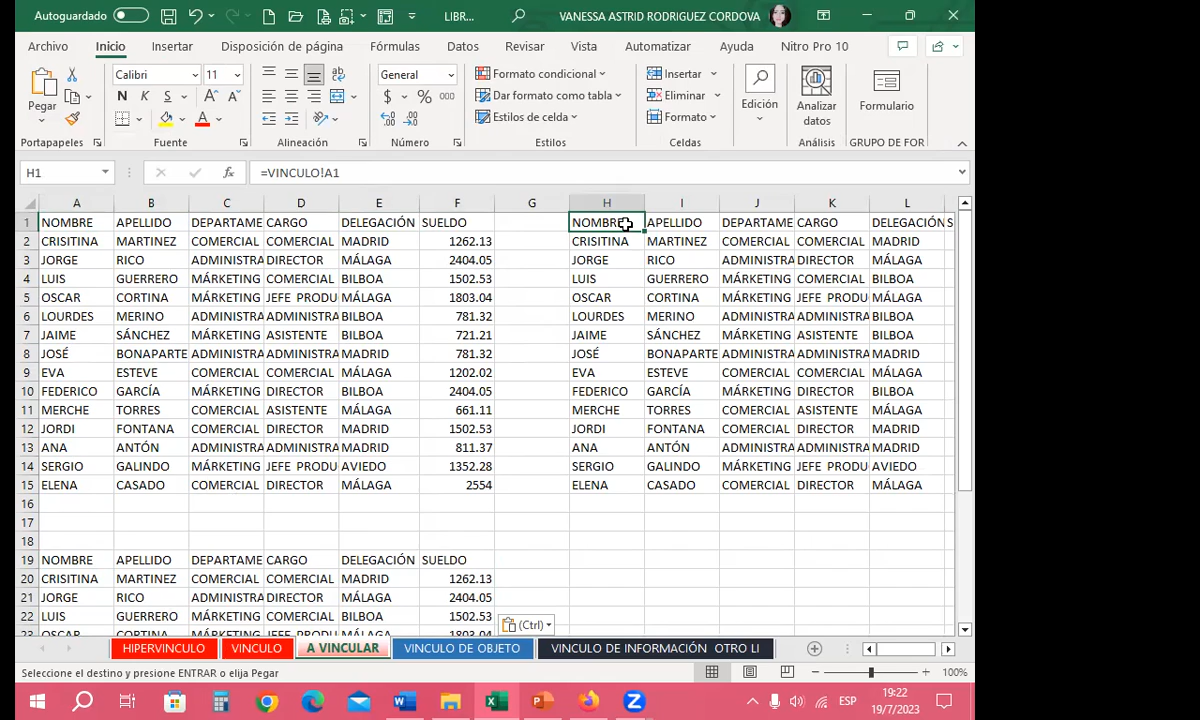 Autoguardado LIBR... VANESSA ASTRID RODRIGUEZ CORDOVA
Archivo Inicio Insertar Disposición de página Fórmulas Datos Revisar Vista Automatizar Ayuda Nitro Pro 10
Pegar Calibri 11 General Formato condicional Insertar Edición Analizar datos Formulario
N K S $ % 000 Dar formato como tabla Eliminar
Estilos de celda Formato
Portapapeles Fuente Alineación Número Estilos Celdas Análisis GRUPO DE FOR
H1 fx =VINCULO!A1
A B C D E F G H I J K L
1 NOMBRE APELLIDO DEPARTAME CARGO DELEGACIÓN SUELDO NOMBRE APELLIDO DEPARTAME CARGO DELEGACIÓN S
2 CRISITINA MARTINEZ COMERCIAL COMERCIAL MADRID 1262.13 CRISITINA MARTINEZ COMERCIAL COMERCIAL MADRID
3 JORGE RICO ADMINISTRA DIRECTOR MÁLAGA 2404.05 JORGE RICO ADMINISTRA DIRECTOR MÁLAGA
4 LUIS GUERRERO MÁRKETING COMERCIAL BILBOA 1502.53 LUIS GUERRERO MÁRKETING COMERCIAL BILBOA
5 OSCAR CORTINA MÁRKETING JEFE PRODU MÁLAGA 1803.04 OSCAR CORTINA MÁRKETING JEFE PRODU MÁLAGA
6 LOURDES MERINO ADMINISTRA ADMINISTRA BILBOA 781.32 LOURDES MERINO ADMINISTRA ADMINISTRA BILBOA
7 JAIME SÁNCHEZ MÁRKETING ASISTENTE BILBOA 721.21 JAIME SÁNCHEZ MÁRKETING ASISTENTE BILBOA
8 JOSÉ BONAPARTE ADMINISTRA ADMINISTRA MADRID 781.32 JOSÉ BONAPARTE ADMINISTRA ADMINISTRA MADRID
9 EVA ESTEVE COMERCIAL COMERCIAL MADRID 1202.02 EVA ESTEVE COMERCIAL COMERCIAL MADRID
10 FEDERICO GARCÍA MÁRKETING DIRECTOR BILBOA 2404.05 FEDERICO GARCÍA MÁRKETING DIRECTOR BILBOA
11 MERCHE TORRES COMERCIAL ASISTENTE MÁLAGA 661.11 MERCHE TORRES COMERCIAL ASISTENTE MÁLAGA
12 JORDI FONTANA COMERCIAL DIRECTOR MADRID 1502.53 JORDI FONTANA COMERCIAL DIRECTOR MADRID
13 ANA ANTÓN ADMINISTRA ADMINISTRA MADRID 811.37 ANA ANTÓN ADMINISTRA ADMINISTRA MADRID
14 SERGIO GALINDO MÁRKETING JEFE PRODU AVIEDO 1352.28 SERGIO GALINDO MÁRKETING JEFE PRODU AVIEDO
15 ELENA CASADO COMERCIAL DIRECTOR MÁLAGA 2554 ELENA CASADO COMERCIAL DIRECTOR MÁLAGA
16
17
18
19 NOMBRE APELLIDO DEPARTAME CARGO DELEGACIÓN SUELDO
20 CRISITINA MARTINEZ COMERCIAL COMERCIAL MADRID 1262.13
21 JORGE RICO ADMINISTRA DIRECTOR MÁLAGA 2404.05
22 LUIS GUERRERO MÁRKETING COMERCIAL BILBOA 1502.53 (Ctrl)
23 OSCAR CORTINA MÁRKETING JEFE PRODU MÁLAGA 1803.04
HIPERVINCULO VINCULO A VINCULAR VINCULO DE OBJETO VINCULO DE INFORMACIÓN OTRO LI
Seleccione el destino y presione ENTRAR o elija Pegar 100%
ESP 19:22
19/7/2023